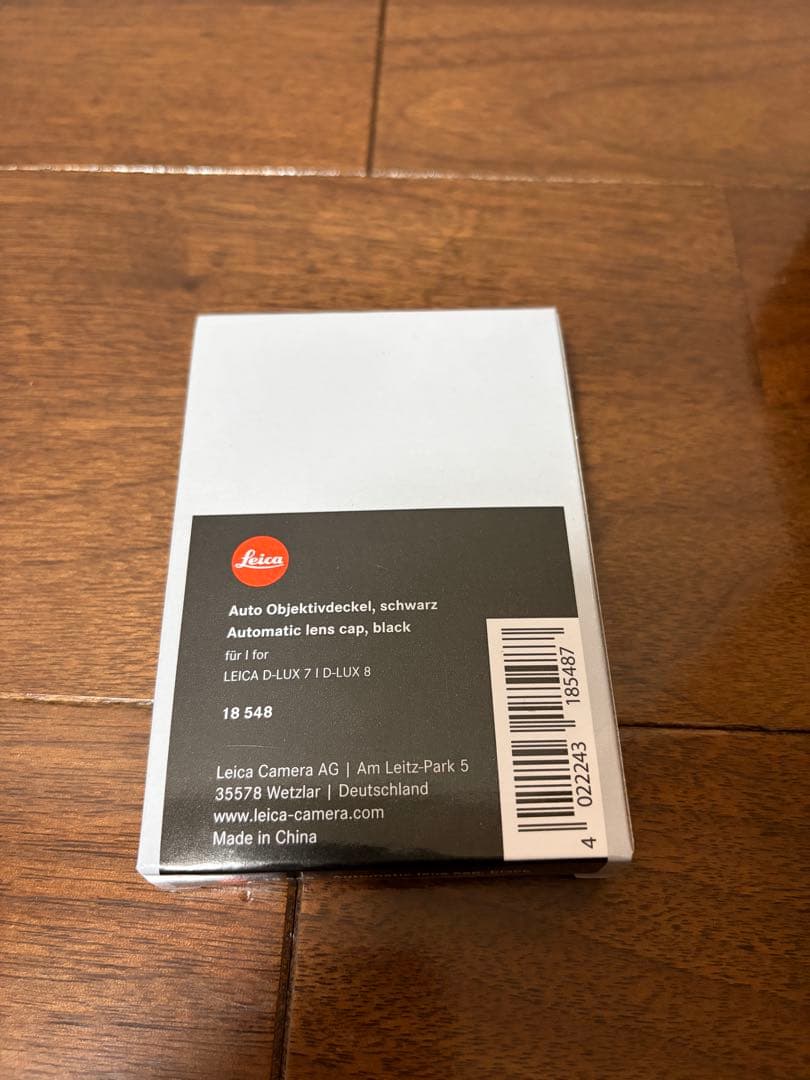 Leica
Auto Objektivdeckel, schwarz
Automatic lens cap, black
für I for
LEICA D-LUX 7 I D-LUX 8
18 548
Leica Camera AG | Am Leitz-Park 5
35578 Wetzlar | Deutschland
www.leica-camera.com
Made in China
4 022243 185487